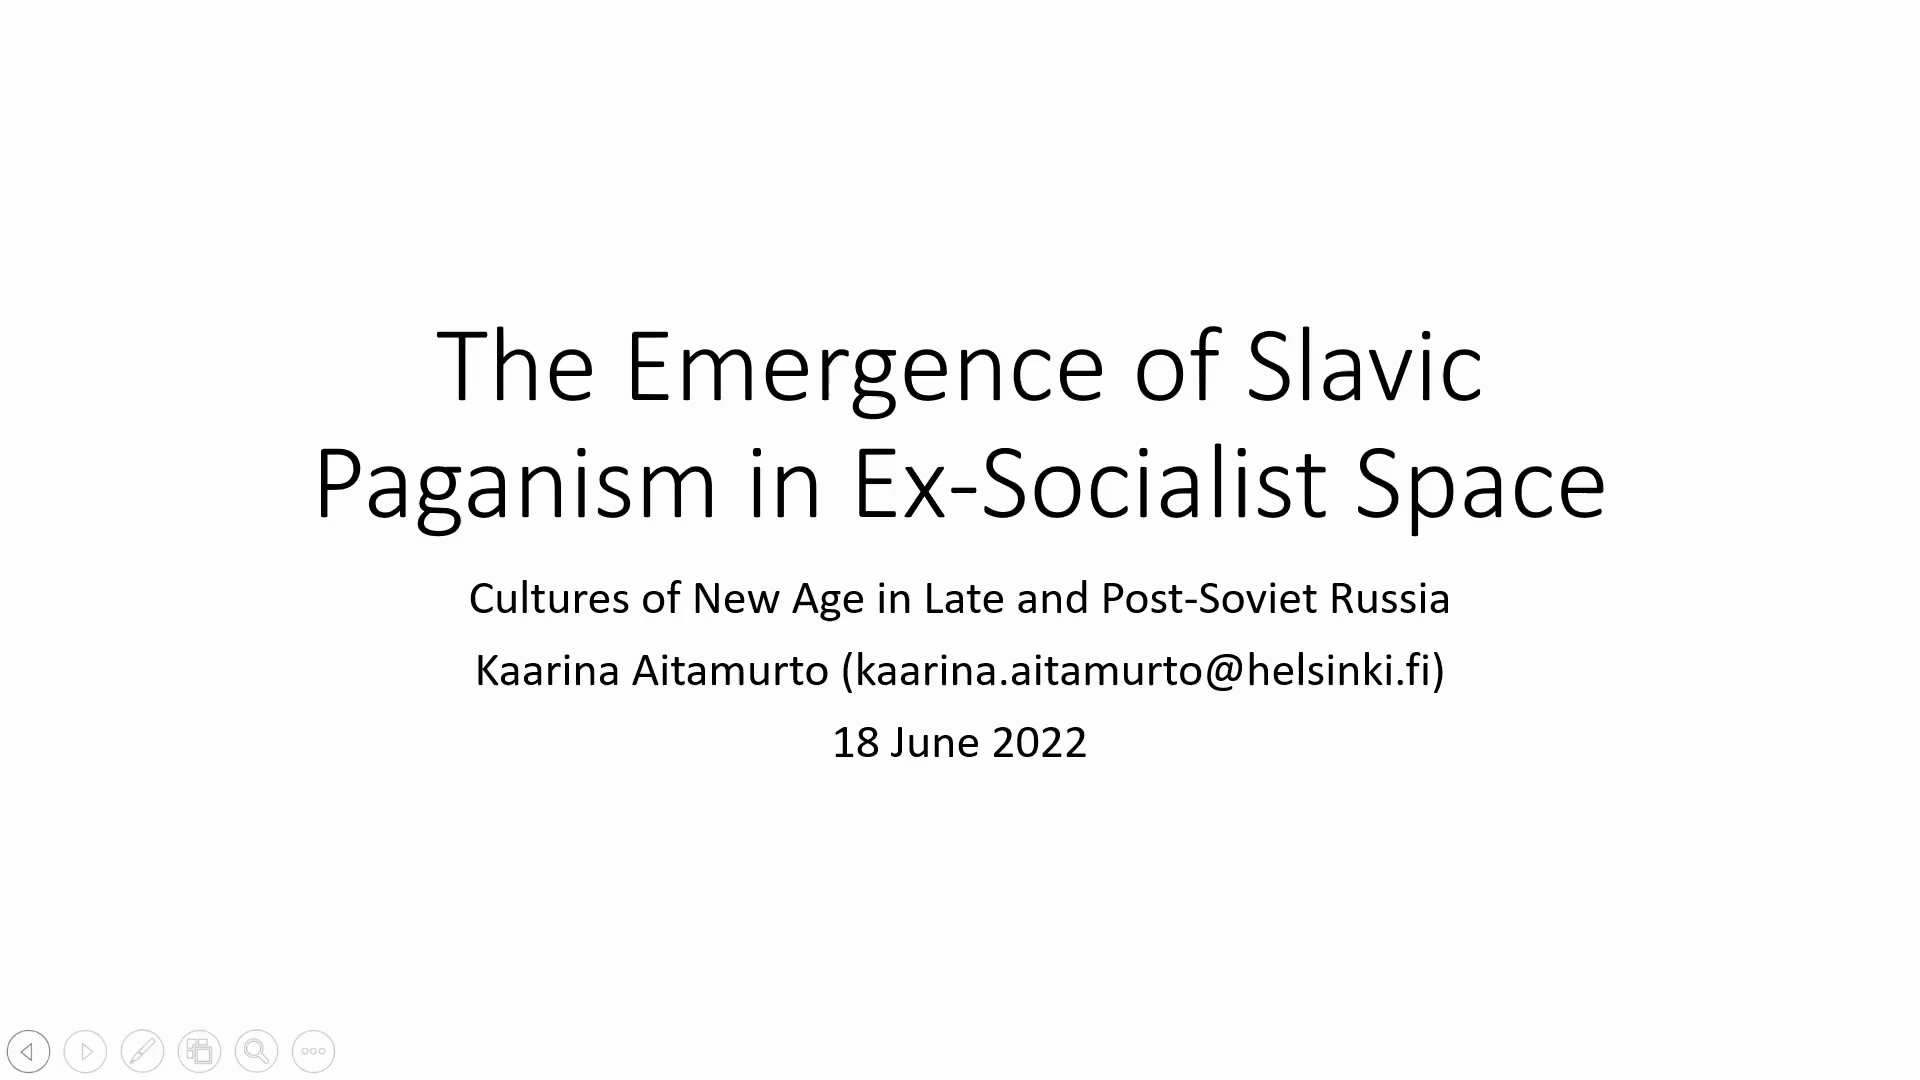 The Emergence of Slavic
Paganism in Ex-Socialist Space
Cultures of New Age in Late and Post-Soviet Russia
Kaarina Aitamurto (kaarina.aitamurto@helsinki.fi)
18 June 2022